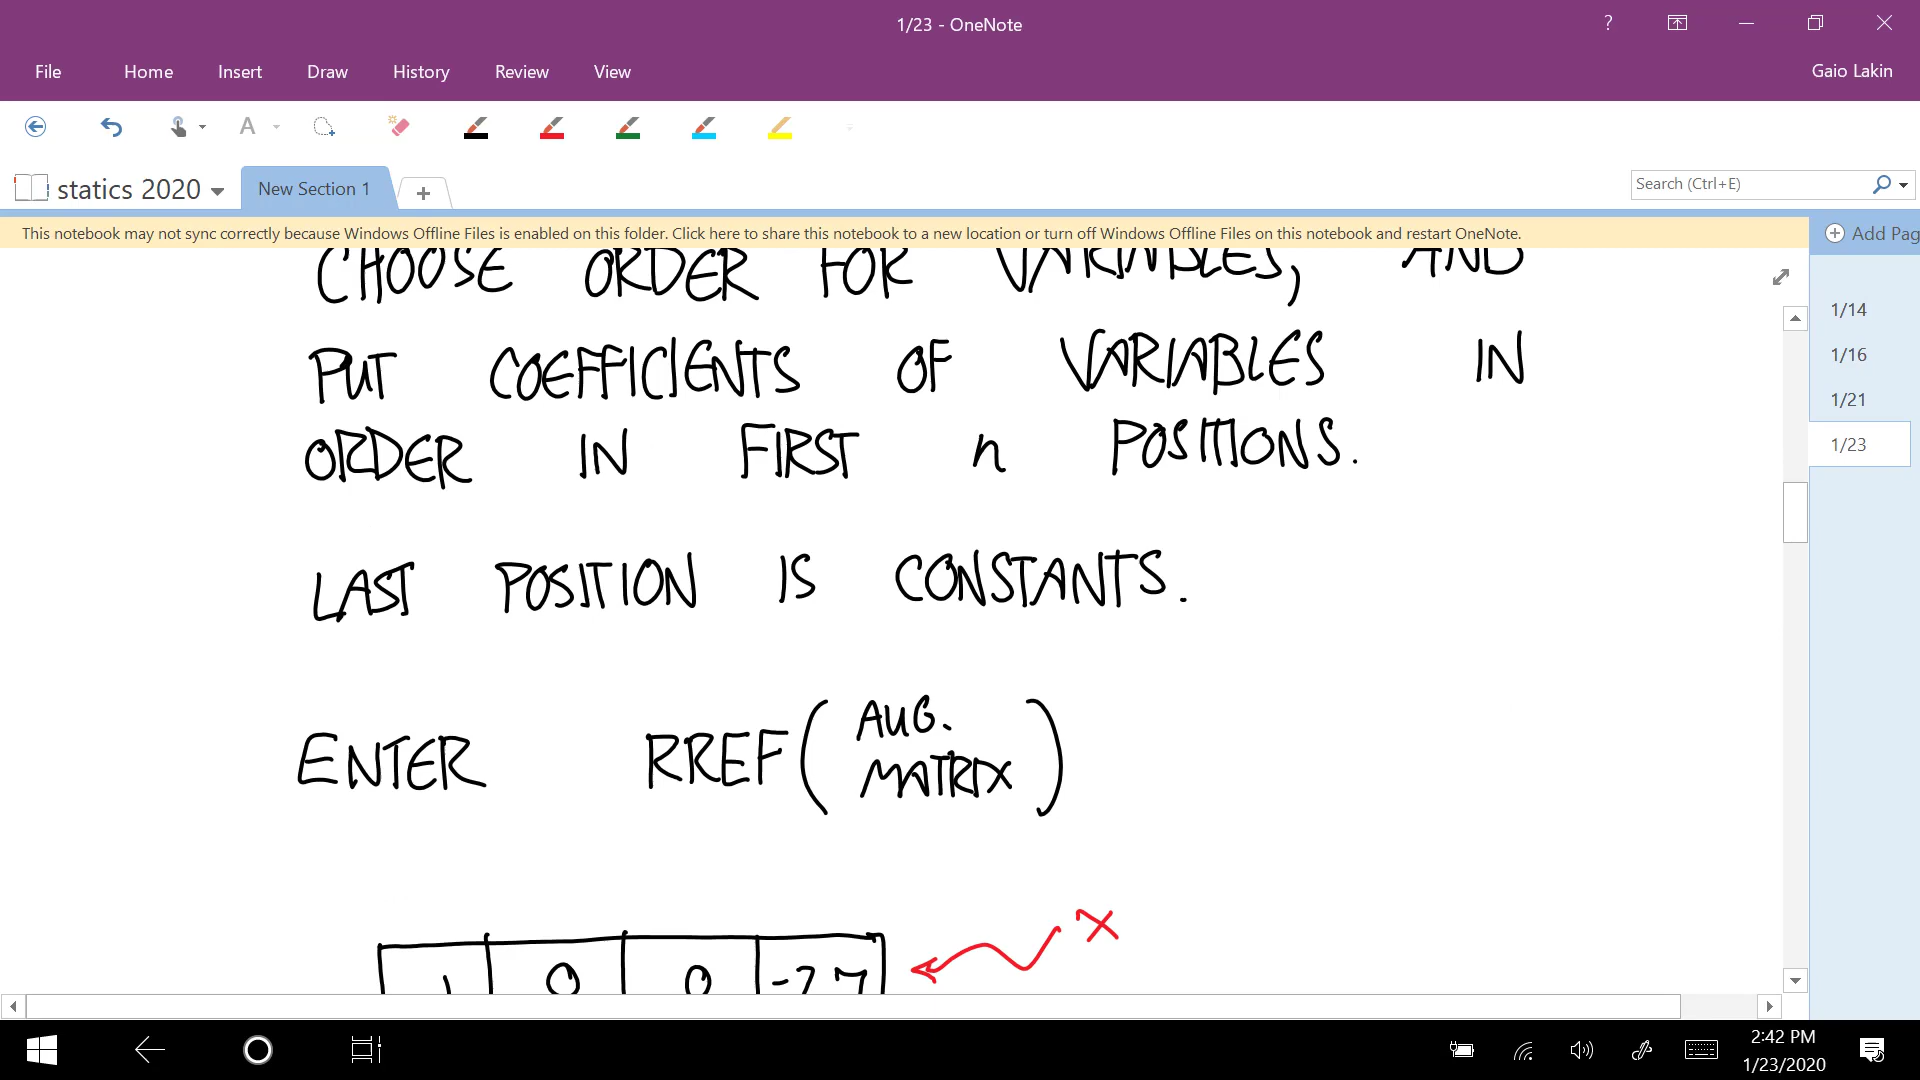 1/23 - OneNote
?
File Home Insert Draw History Review View
Gaio Lakin
A
statics 2020
New Section 1
+
Search (Ctrl+E)
This notebook may not sync correctly because Windows Offline Files is enabled on this folder. Click here to share this notebook to a new location or turn off Windows Offline Files on this notebook and restart OneNote.
Add Pag
1/14
1/16
1/21
1/23
CHOOSE ORDER FOR VARIABLES, AND
PUT COEFFICIENTS OF VARIABLES IN
ORDER IN FIRST n POSITIONS.
LAST POSITION IS CONSTANTS.
ENTER RREF(AUG.
MATRIX)
X
1 0 0
2:42 PM
1/23/2020